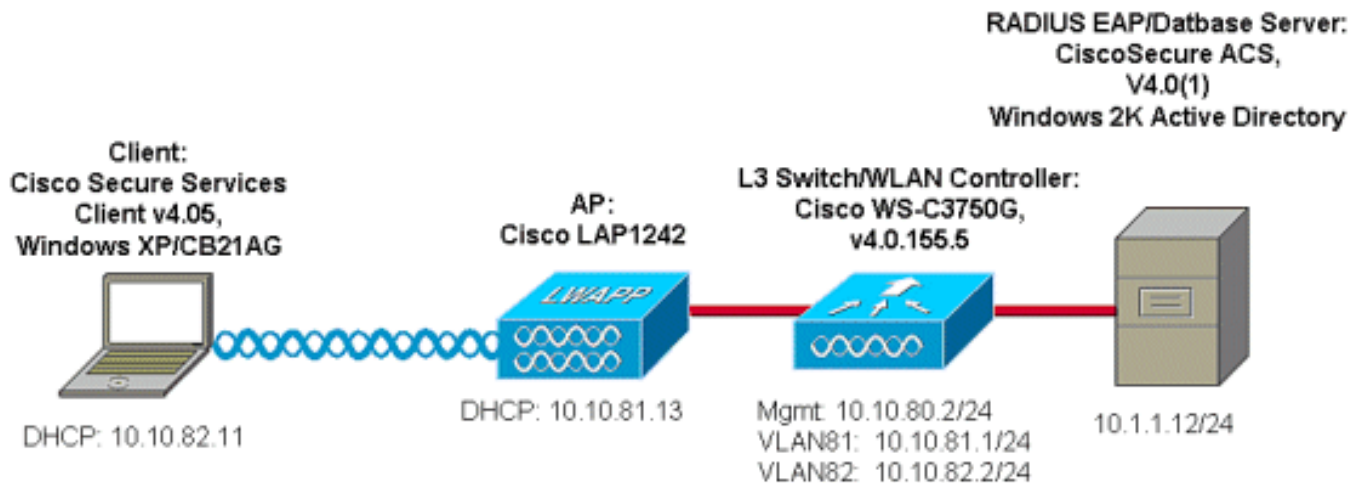 RADIUS EAP/Datbase Server:
CiscoSecure ACS,
V4.0(1)
Windows 2K Active Directory
Client:
Cisco Secure Services
Client v4.05,
Windows XP/CB21AG
AP:
Cisco LAP1242
L3 Switch/WLAN Controller:
Cisco WS-C3750G,
v4.0.155.5
LWAPP
DHCP: 10.10.82.11
DHCP: 10.10.81.13
Mgmt: 10.10.80.2/24
VLAN81: 10.10.81.1/24
VLAN82: 10.10.82.2/24
10.1.1.12/24